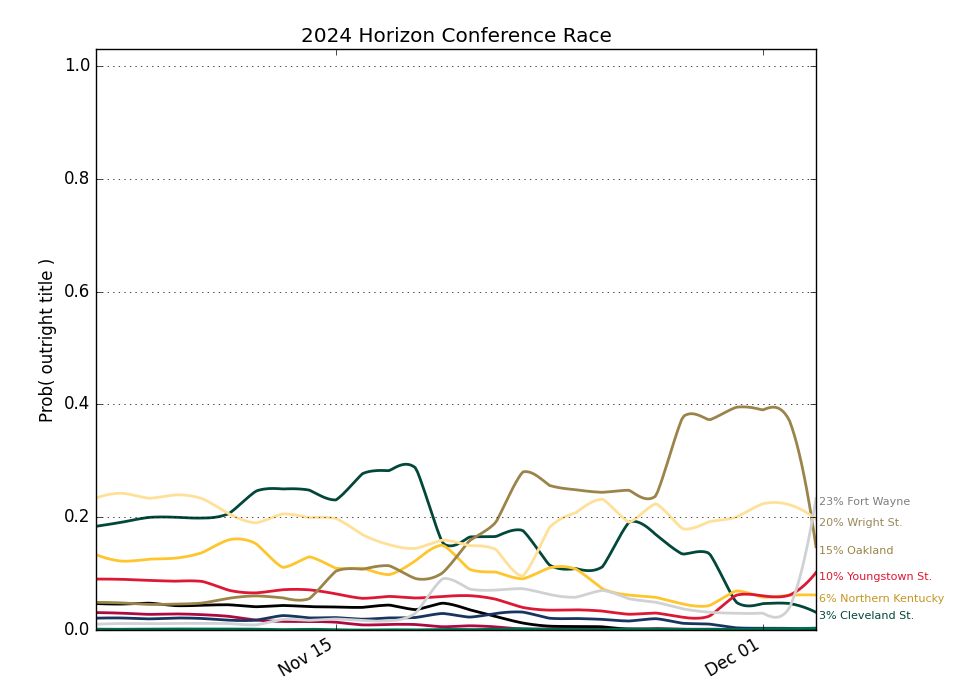 2024 Horizon Conference Race
Prob( outright title )
1.0
0.8
0.6
0.4
0.2
0.0
Nov 15
Dec 01
23% Fort Wayne
20% Wright St.
15% Oakland
10% Youngstown St.
6% Northern Kentucky
3% Cleveland St.